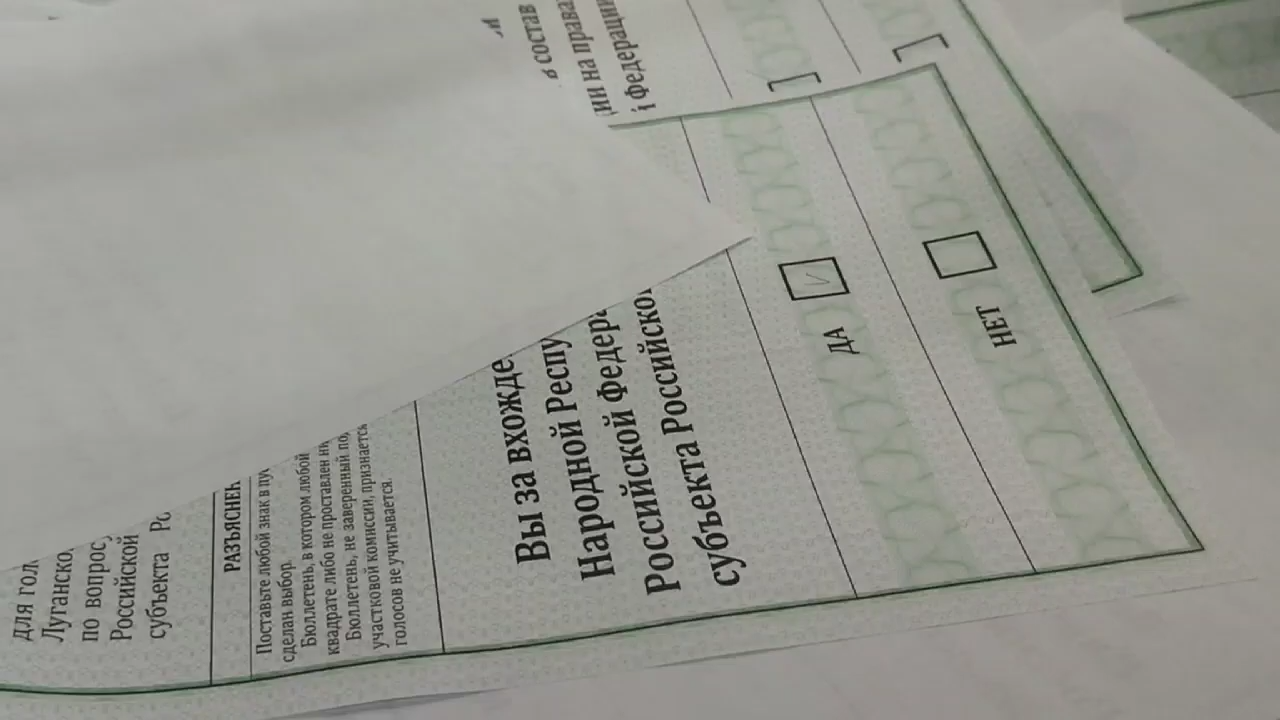 для гол
Луганско
по вопрос
Российской
субъекта Ро
РАЗЪЯСНЕН
Поставьте любой знак в пу
сделан выбор.
Бюллетень, в котором любой
квадрате либо не проставлен ни
Бюллетень, не заверенный по
участковой комиссии, признается
голосов не учитывается.
Вы за вхожде
Народной Респу
Российской Федера
Российско
субъекта Российско
ДА
НЕТ
в состав
ии на права
й Федерации